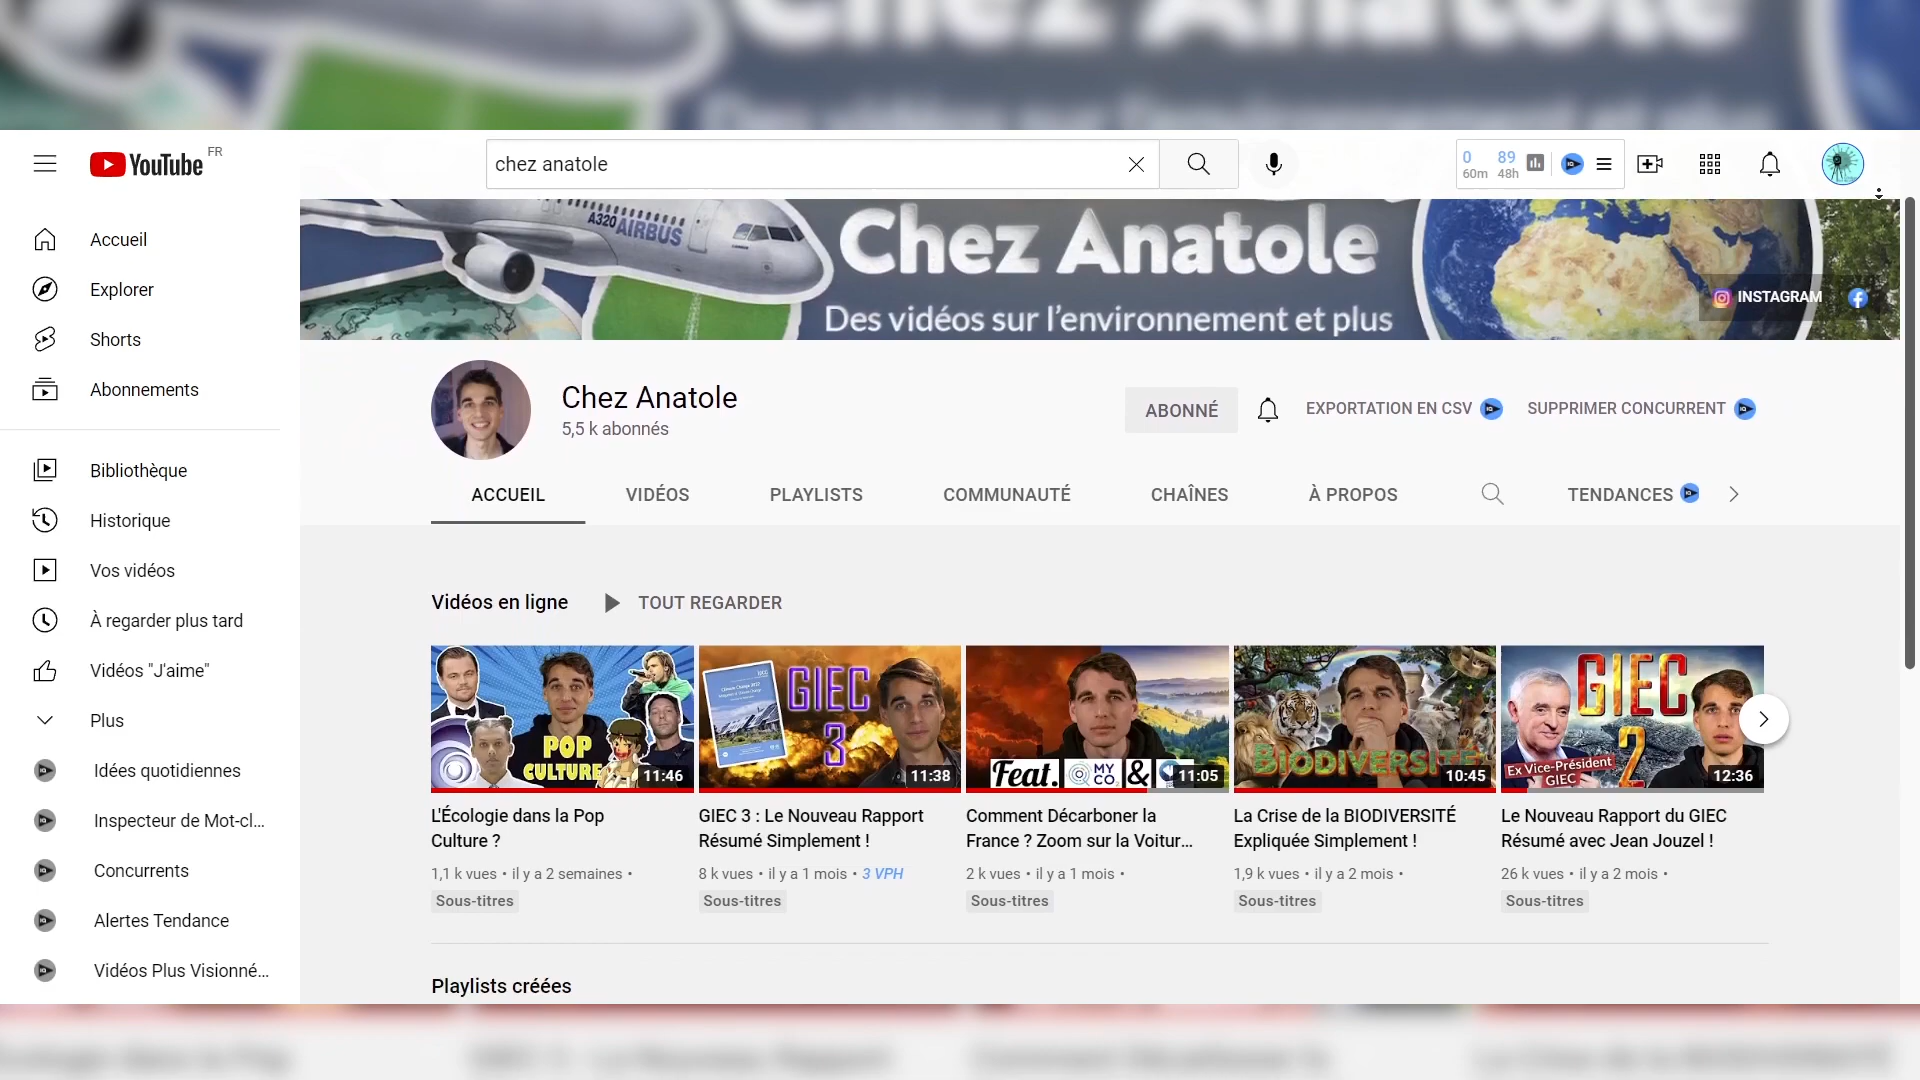 Chez Anatole
YouTube FR
chez anatole
0 89
60m 48h
Accueil
Explorer
Shorts
Abonnements
Bibliothèque
Historique
Vos vidéos
À regarder plus tard
Vidéos "J'aime"
Plus
Idées quotidiennes
Inspecteur de Mot-cl...
Concurrents
Alertes Tendance
Vidéos Plus Visionné...
A320 AIRBUS
Chez Anatole
Des vidéos sur l'environnement et plus
INSTAGRAM
Chez Anatole
5,5 k abonnés
ABONNÉ
EXPORTATION EN CSV
SUPPRIMER CONCURRENT
ACCUEIL
VIDÉOS
PLAYLISTS
COMMUNAUTÉ
CHAÎNES
À PROPOS
TENDANCES
Vidéos en ligne
TOUT REGARDER
POP
CULTURE
11:46
L'Écologie dans la Pop
Culture ?
1,1 k vues • il y a 2 semaines •
Sous-titres
GIEC
3
11:38
GIEC 3 : Le Nouveau Rapport
Résumé Simplement !
8 k vues • il y a 1 mois • 3 VPH
Sous-titres
Feat. MY CO2 &
11:05
Comment Décarboner la
France ? Zoom sur la Voitur...
2 k vues • il y a 1 mois •
Sous-titres
BIODIVERSITÉ
10:45
La Crise de la BIODIVERSITÉ
Expliquée Simplement !
1,9 k vues • il y a 2 mois •
Sous-titres
GIEC
2
Ex Vice-Président
GIEC
12:36
Le Nouveau Rapport du GIEC
Résumé avec Jean Jouzel !
26 k vues • il y a 2 mois •
Sous-titres
Playlists créées